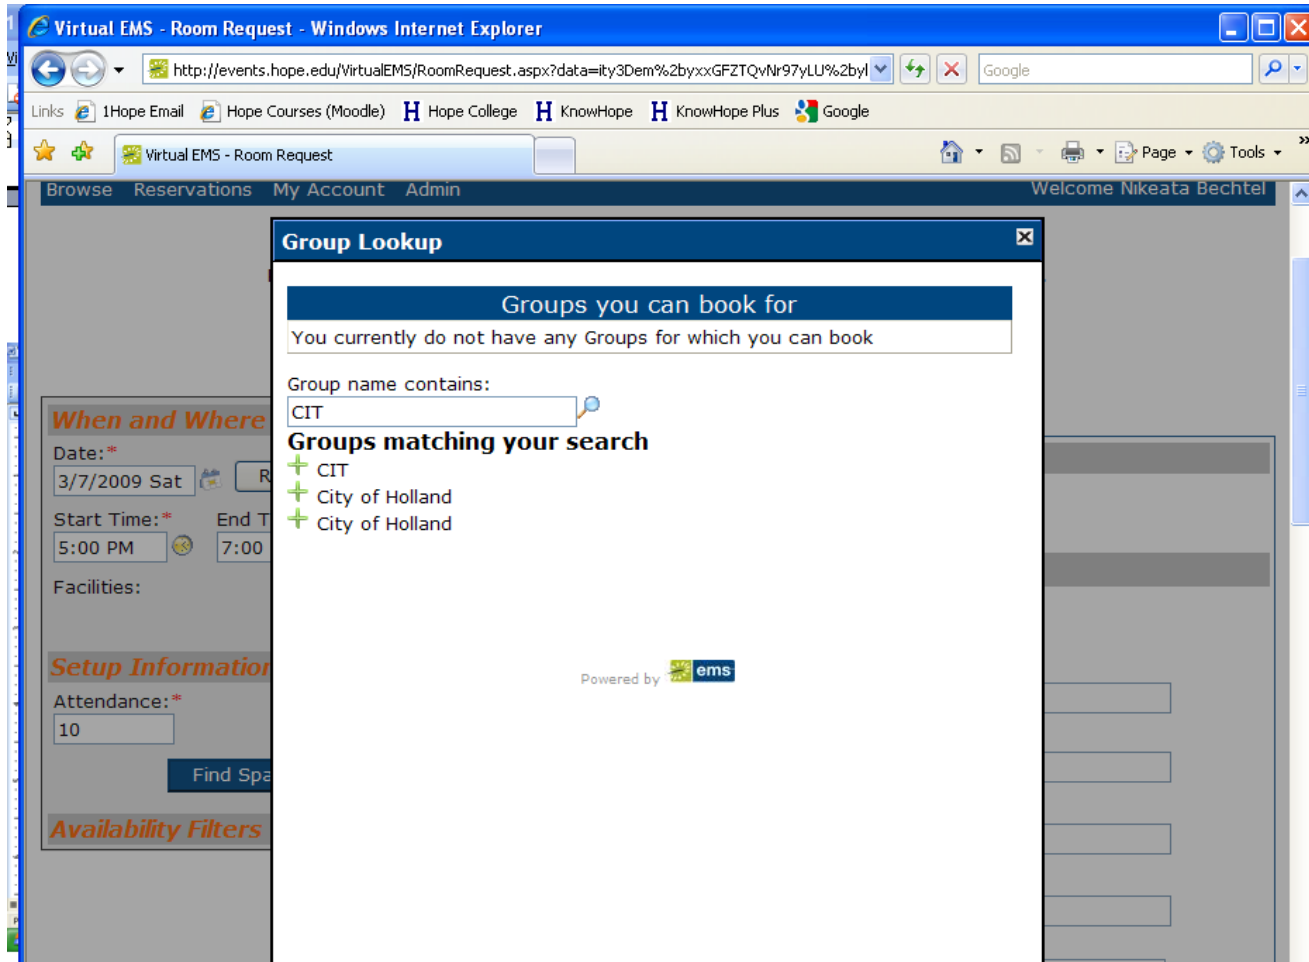 Virtual EMS - Room Request - Windows Internet Explorer
http://events.hope.edu/VirtualEMS/RoomRequest.aspx?data=ity3Dem%2byxxGFZTQvNr97yLU%2byl
Google
Links 1Hope Email Hope Courses (Moodle) H Hope College H KnowHope H KnowHope Plus Google
Virtual EMS - Room Request
Page Tools
Browse Reservations My Account Admin Welcome Nikeata Bechtel
Group Lookup
Groups you can book for
You currently do not have any Groups for which you can book
Group name contains:
CIT
Groups matching your search
CIT
City of Holland
City of Holland
Powered by ems
When and Where
Date:*
3/7/2009 Sat R
Start Time:* End T
5:00 PM 7:00
Facilities:
Setup Information
Attendance:*
10
Find Spa
Availability Filters